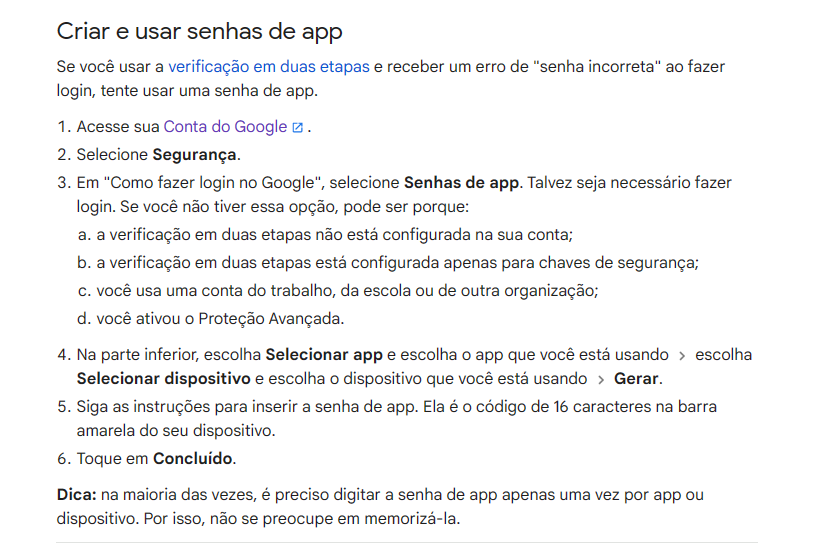 Criar e usar senhas de app
Se você usar a verificação em duas etapas e receber um erro de "senha incorreta" ao fazer
login, tente usar uma senha de app.
1. Acesse sua Conta do Google .
2. Selecione Segurança.
3. Em "Como fazer login no Google", selecione Senhas de app. Talvez seja necessário fazer
login. Se você não tiver essa opção, pode ser porque:
a. a verificação em duas etapas não está configurada na sua conta;
b. a verificação em duas etapas está configurada apenas para chaves de segurança;
c. você usa uma conta do trabalho, da escola ou de outra organização;
d. você ativou o Proteção Avançada.
4. Na parte inferior, escolha Selecionar app e escolha o app que você está usando > escolha
Selecionar dispositivo e escolha o dispositivo que você está usando > Gerar.
5. Siga as instruções para inserir a senha de app. Ela é o código de 16 caracteres na barra
amarela do seu dispositivo.
6. Toque em Concluído.
Dica: na maioria das vezes, é preciso digitar a senha de app apenas uma vez por app ou
dispositivo. Por isso, não se preocupe em memorizá-la.